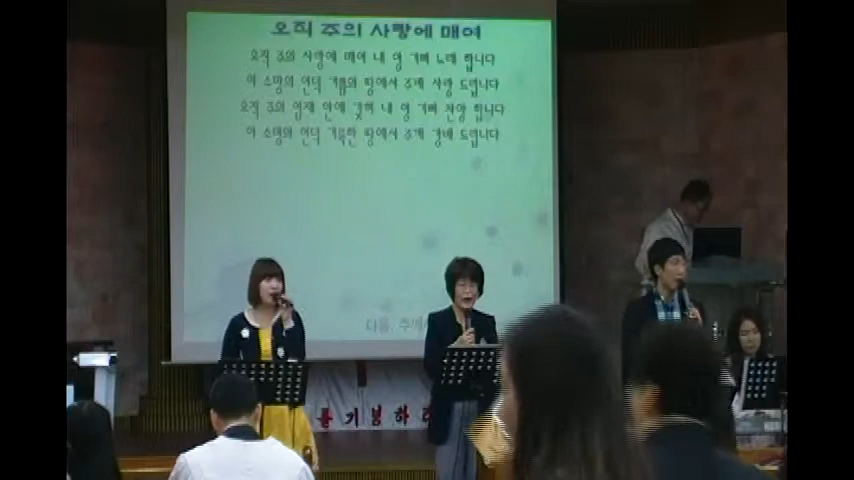 오직 주의 사랑에 매여
오직 주의 사랑에 매여 내 영 기뻐 노래 합니다
이 소망의 언덕 기쁨의 땅에서 주께 사랑 드립니다
오직 주의 임재 안에 갇혀 내 영 기뻐 찬양 합니다
이 소망의 언덕 거룩한 땅에서 주께 경배 드립니다
다음: